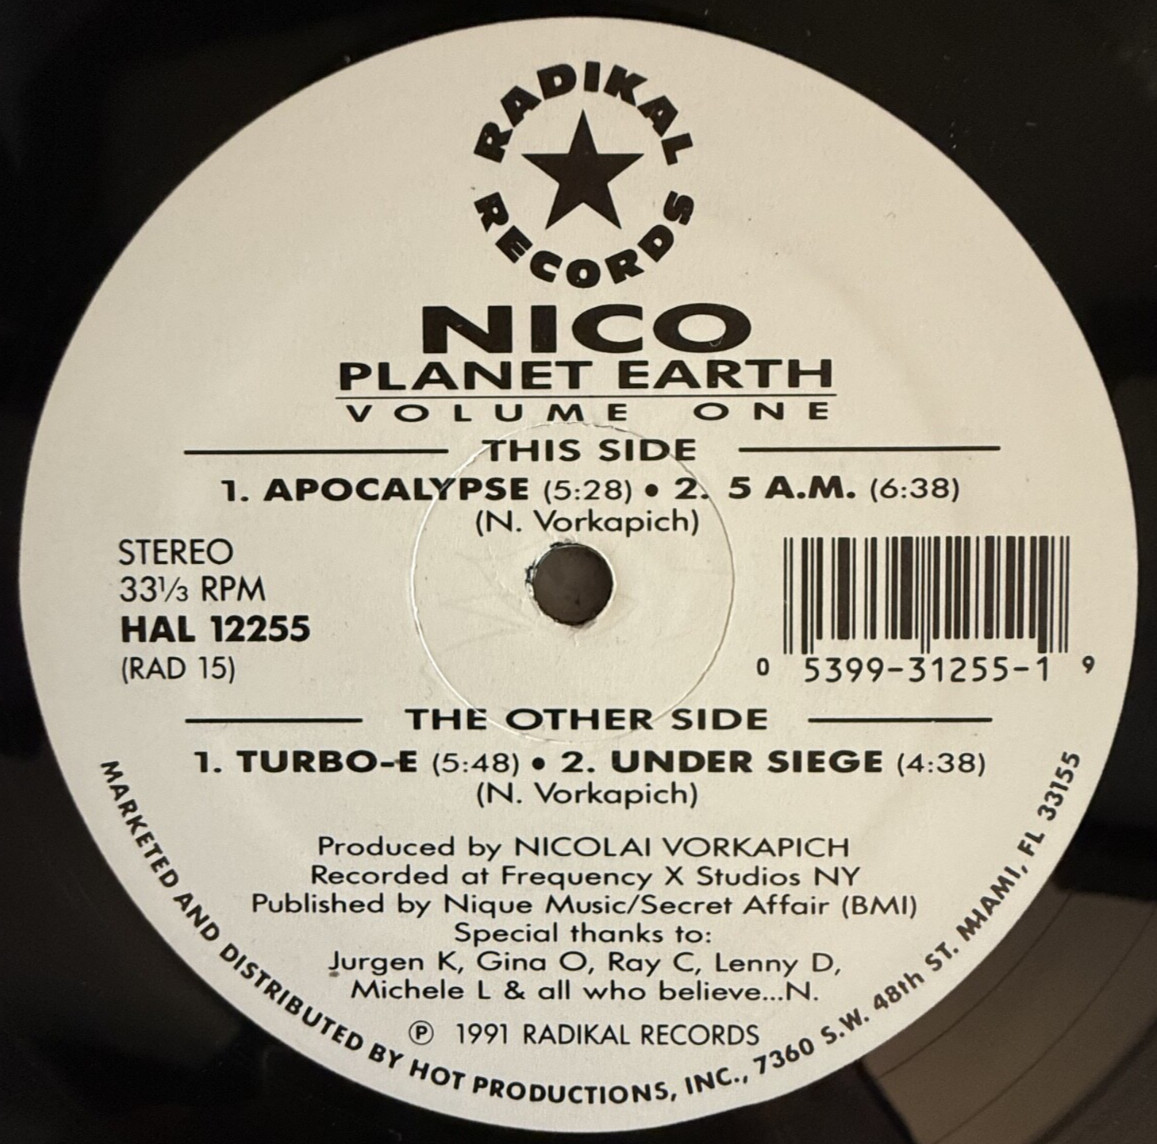 RADIKAL
RECORDS
NICO
PLANET EARTH
VOLUME ONE
THIS SIDE
1. APOCALYPSE (5:28) • 2. 5 A.M. (6:38)
(N. Vorkapich)
STEREO
33⅓ RPM
HAL 12255
(RAD 15)
0 5399-31255-1 9
THE OTHER SIDE
1. TURBO-E (5:48) • 2. UNDER SIEGE (4:38)
(N. Vorkapich)
Produced by NICOLAI VORKAPICH
Recorded at Frequency X Studios NY
Published by Nique Music/Secret Affair (BMI)
Special thanks to:
Jurgen K, Gina O, Ray C, Lenny D,
Michele L & all who believe...N.
℗ 1991 RADIKAL RECORDS
MARKETED AND DISTRIBUTED BY HOT PRODUCTIONS, INC., 7360 S.W. 48th ST. MIAMI, FL 33155